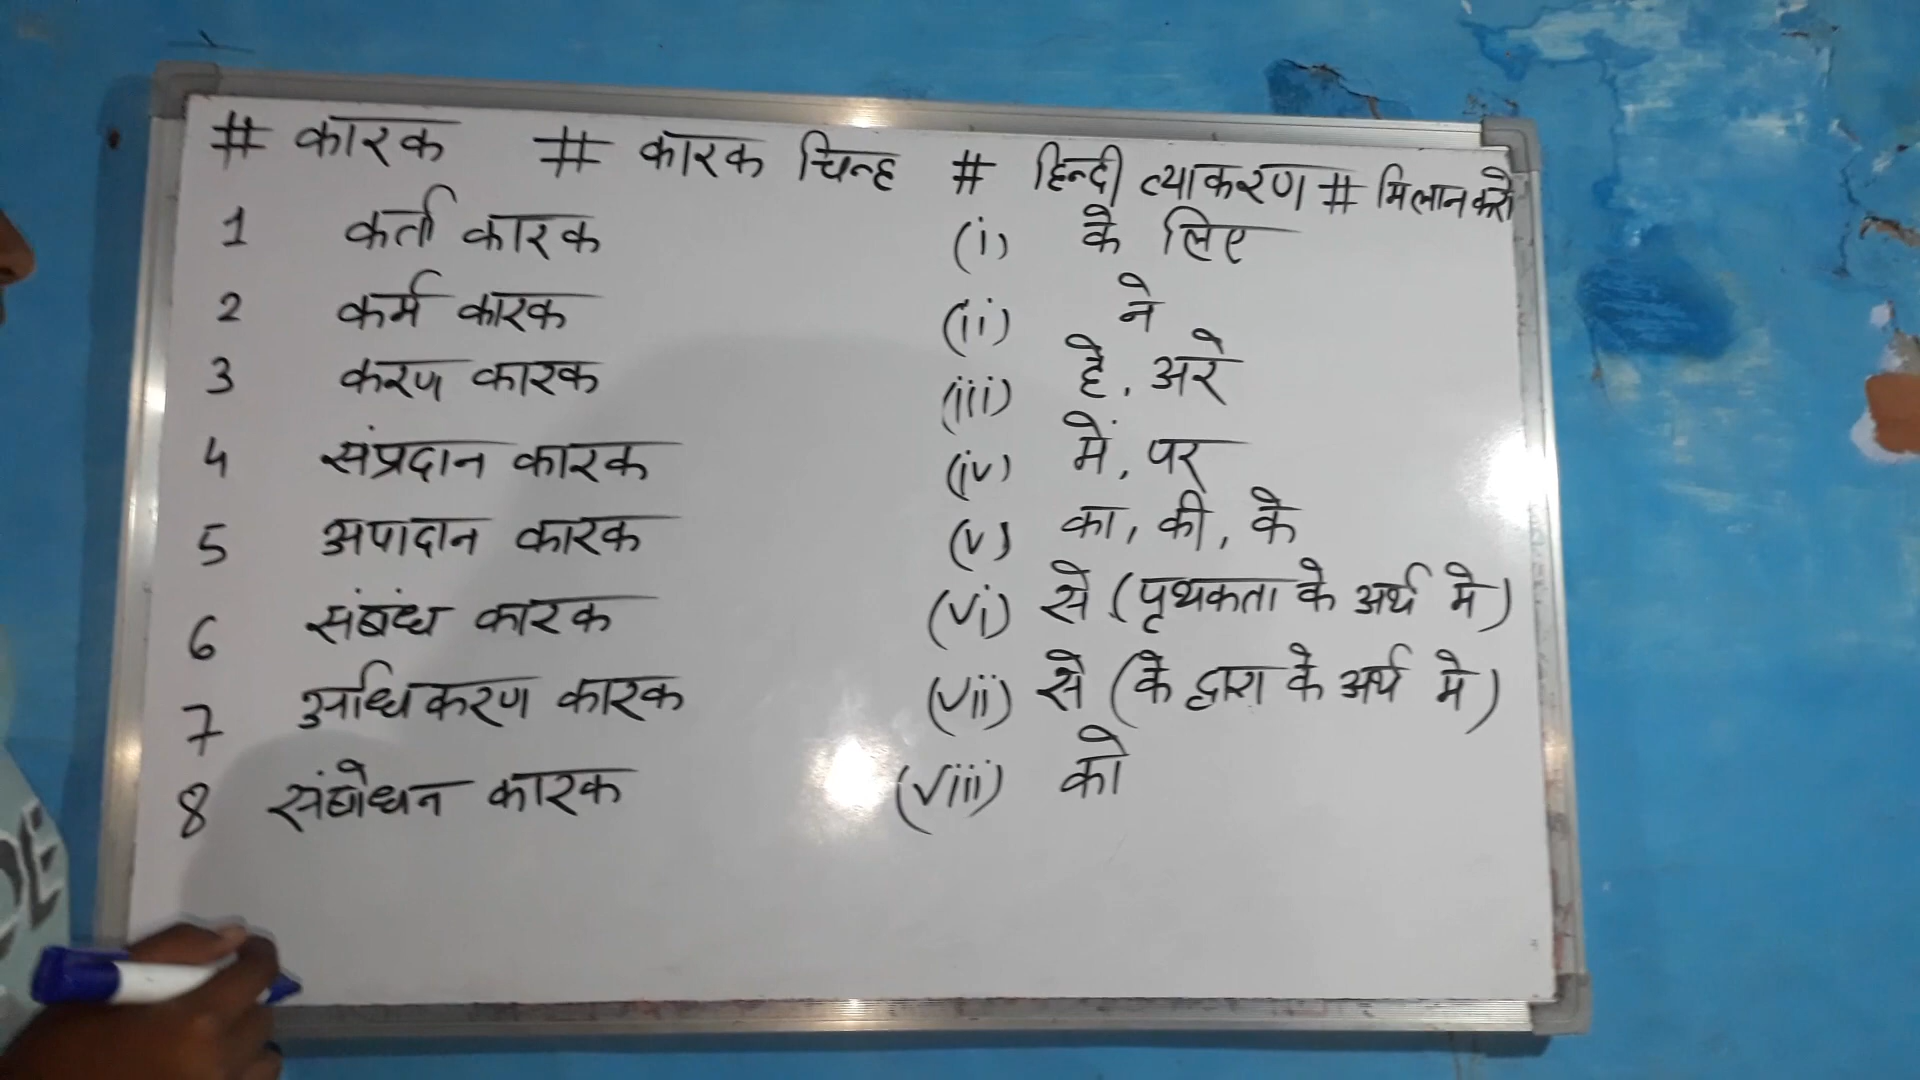 # कारक # कारक चिन्ह # हिन्दी व्याकरण # मिलान करो
1 कर्ता कारक (i) के लिए
2 कर्म कारक (ii) ने
3 करण कारक (iii) हे, अरे
4 संप्रदान कारक (iv) में, पर
5 अपादान कारक (v) का, की, के
6 संबंध कारक (vi) से (पृथकता के अर्थ मे)
7 अधिकरण कारक (vii) से (के द्वारा के अर्थ मे)
8 संबोधन कारक (viii) को